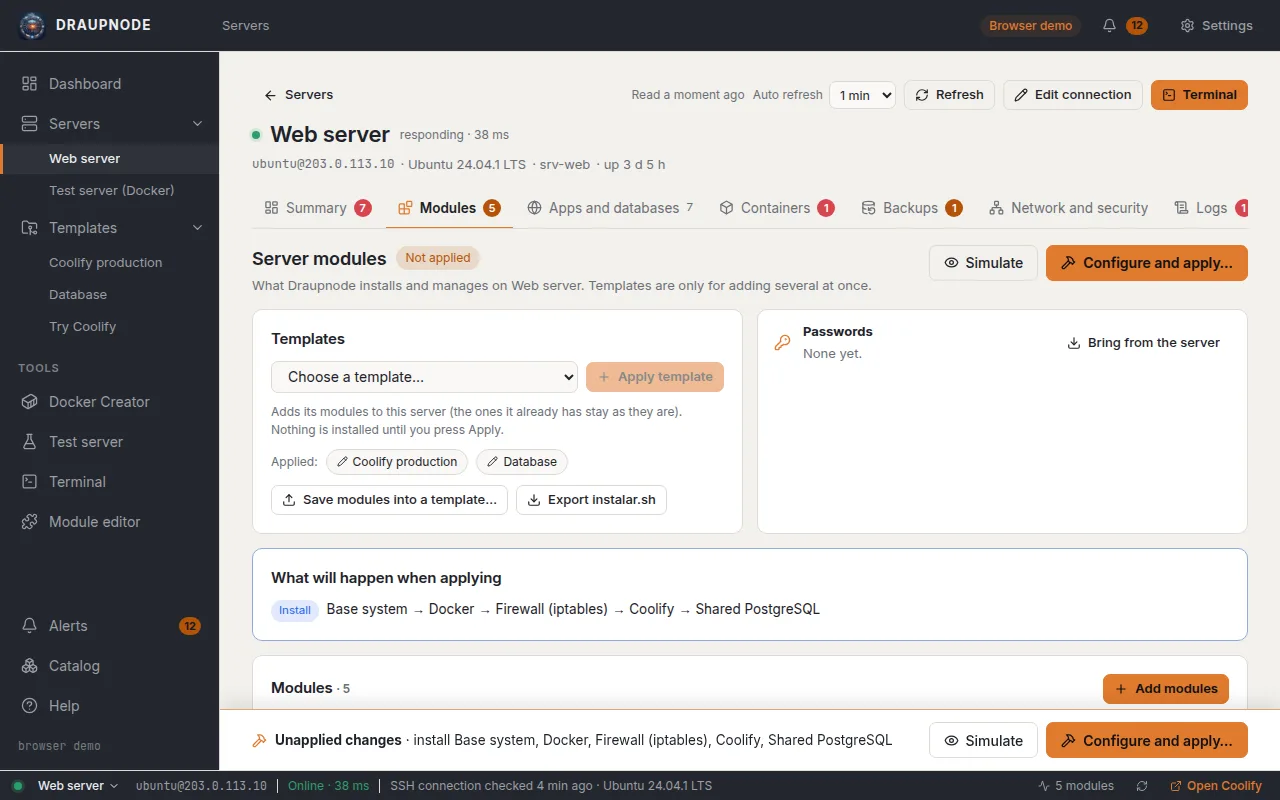 DRAUPNODE
Servers
Browser demo
12
Settings
Dashboard
Servers
Web server
Test server (Docker)
Templates
Coolify production
Database
Try Coolify
TOOLS
Docker Creator
Test server
Terminal
Module editor
Alerts
12
Catalog
Help
browser demo
Servers
Read a moment ago
Auto refresh
1 min
Refresh
Edit connection
Terminal
Web server
responding · 38 ms
ubuntu@203.0.113.10 · Ubuntu 24.04.1 LTS · srv-web · up 3 d 5 h
Summary 7
Modules 5
Apps and databases 7
Containers 1
Backups 1
Network and security
Logs 1
Server modules
Not applied
Simulate
Configure and apply...
What Draupnode installs and manages on Web server. Templates are only for adding several at once.
Templates
Choose a template...
Apply template
Adds its modules to this server (the ones it already has stay as they are).
Nothing is installed until you press Apply.
Applied:
Coolify production
Database
Save modules into a template...
Export instalar.sh
Passwords
None yet.
Bring from the server
What will happen when applying
Install Base system → Docker → Firewall (iptables) → Coolify → Shared PostgreSQL
Modules · 5
Add modules
Unapplied changes · install Base system, Docker, Firewall (iptables), Coolify, Shared PostgreSQL
Simulate
Configure and apply...
Web server
ubuntu@203.0.113.10
Online · 38 ms
SSH connection checked 4 min ago · Ubuntu 24.04.1 LTS
5 modules
Open Coolify